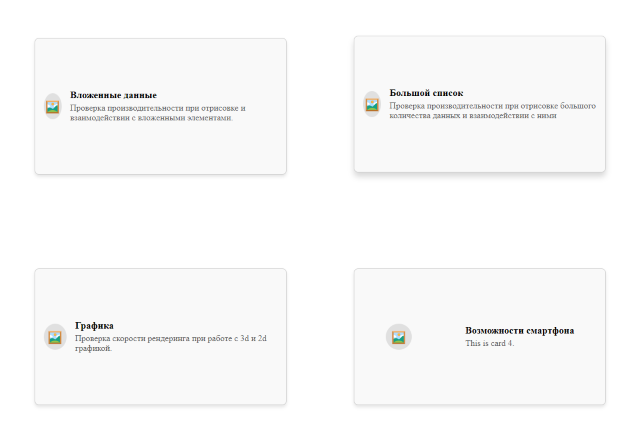 Вложенные данные
Проверка производительности при отрисовке и
взаимодействии с вложенными элементами.
Большой список
Проверка производительности при отрисовке большого
количества данных и взаимодействии с ними
Графика
Проверка скорости рендеринга при работе с 3d и 2d
графикой.
Возможности смартфона
This is card 4.